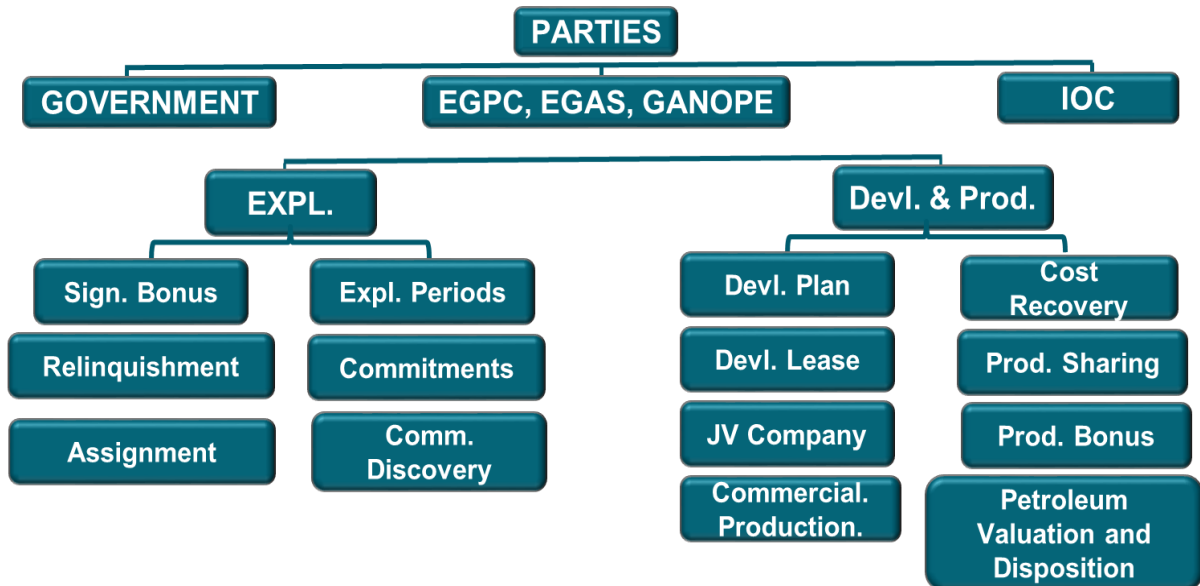 PARTIES
GOVERNMENT
EGPC, EGAS, GANOPE
IOC
EXPL.
Devl. & Prod.
Sign. Bonus
Expl. Periods
Relinquishment
Commitments
Assignment
Comm.
Discovery
Devl. Plan
Cost
Recovery
Devl. Lease
Prod. Sharing
JV Company
Prod. Bonus
Commercial.
Production.
Petroleum
Valuation and
Disposition